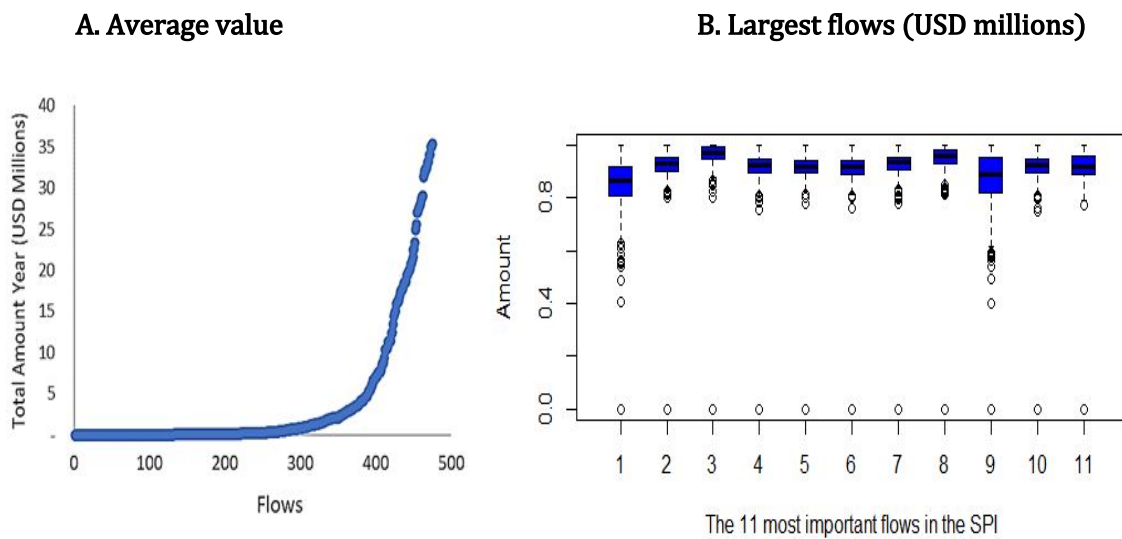 A. Average value
B. Largest flows (USD millions)
Total Amount Year (USD Millions)
40
35
30
25
20
15
10
5
-
0 100 200 300 400 500
Flows
Amount
0.8
0.4
0.0
1 2 3 4 5 6 7 8 9 10 11
The 11 most important flows in the SPI